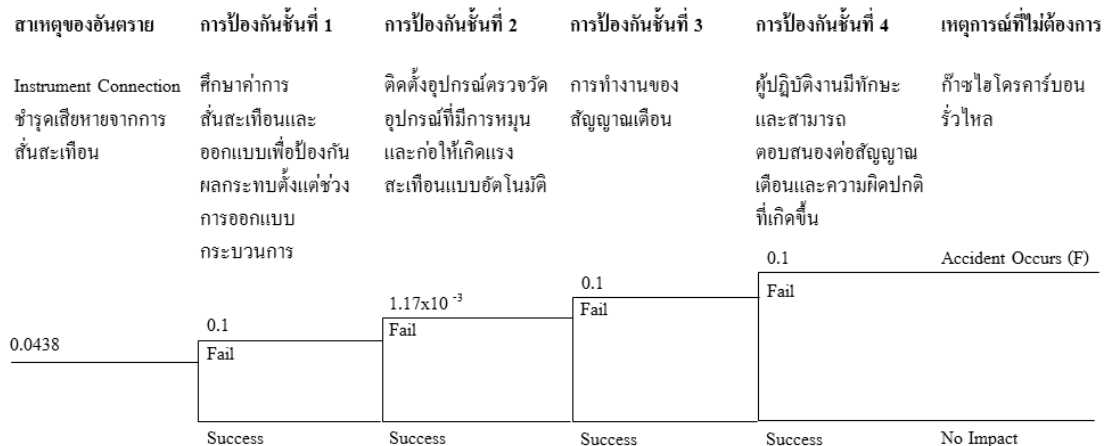 สาเหตุของอันตราย การป้องกันชั้นที่ 1 การป้องกันชั้นที่ 2 การป้องกันชั้นที่ 3 การป้องกันชั้นที่ 4 เหตุการณ์ที่ไม่ต้องการ
Instrument Connection
ชำรุดเสียหายจากการ
สั่นสะเทือน
ศึกษาค่าการ
สั่นสะเทือนและ
ออกแบบเพื่อป้องกัน
ผลกระทบตั้งแต่ช่วง
การออกแบบ
กระบวนการ
ติดตั้งอุปกรณ์ตรวจวัด
อุปกรณ์ที่มีการหมุน
และก่อให้เกิดแรง
สะเทือนแบบอัตโนมัติ
การทำงานของ
สัญญาณเตือน
ผู้ปฏิบัติงานมีทักษะ
และสามารถ
ตอบสนองต่อสัญญาณ
เตือนและความผิดปกติ
ที่เกิดขึ้น
ก๊าซไฮโดรคาร์บอน
รั่วไหล
0.0438
0.1
Fail
Success
1.17x10 -3
Fail
Success
0.1
Fail
Success
0.1
Fail
Success
Accident Occurs (F)
No Impact